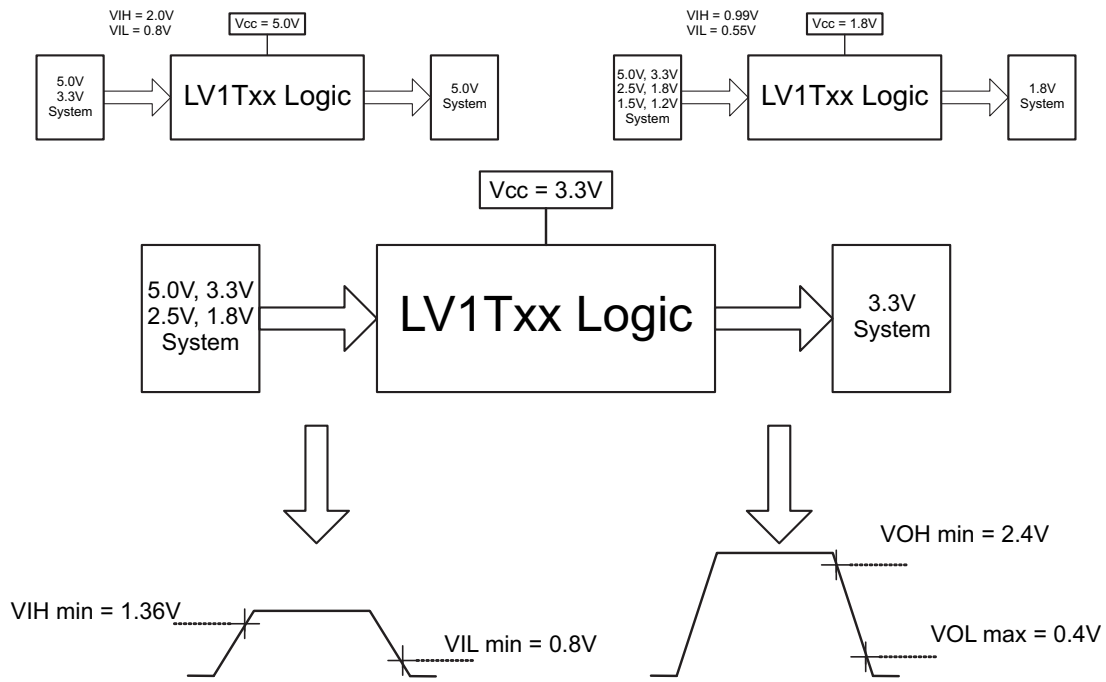 VIH = 2.0V
VIL = 0.8V
Vcc = 5.0V
5.0V
3.3V
System
LV1Txx Logic
5.0V
System
VIH = 0.99V
VIL = 0.55V
Vcc = 1.8V
5.0V, 3.3V
2.5V, 1.8V
1.5V, 1.2V
System
LV1Txx Logic
1.8V
System
Vcc = 3.3V
5.0V, 3.3V
2.5V, 1.8V
System
LV1Txx Logic
3.3V
System
VIH min = 1.36V
VIL min = 0.8V
VOH min = 2.4V
VOL max = 0.4V